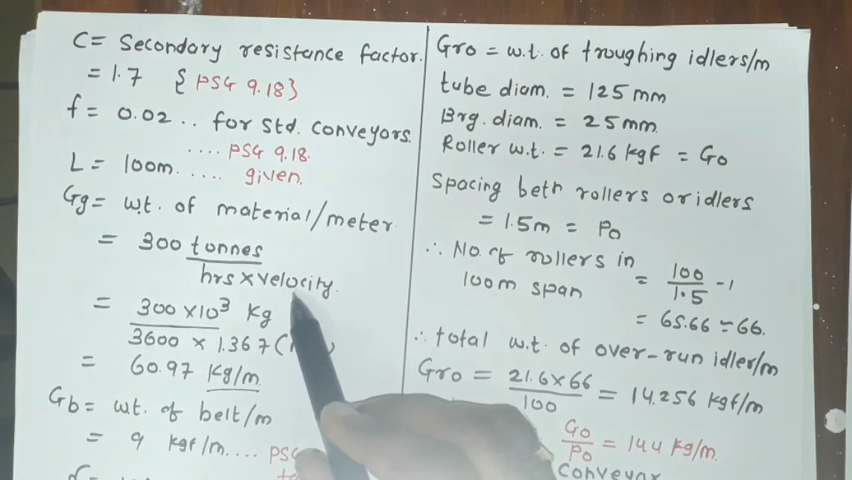 C = Secondary resistance factor.
= 1.7 {PSG 9.18}
f = 0.02 .. for Std. conveyors.
.... PSG 9.18.
L = 100m. .... given.
Gg = wt. of material/meter
= 300 tonnes
hrs × velocity.
= 300 × 10³ kg
3600 × 1.367 (
= 60.97 kg/m
Gb = wt. of belt/m
= 9 kgf/m....
Gro = w.t. of troughing idlers/m
tube diam. = 125 mm
Brg. diam. = 25mm.
Roller w.t. = 21.6 kgf = Go
Spacing betn rollers or idlers
= 1.5m = Po
∴ No. of rollers in 100m span = 100/1.5 - 1
= 65.66 ≃ 66.
∴ total w.t. of over-run idler/m
Gro = 21.6×66/100 = 14.256 kgf/m
Go/Po = 14.4 kg/m.
conveyor